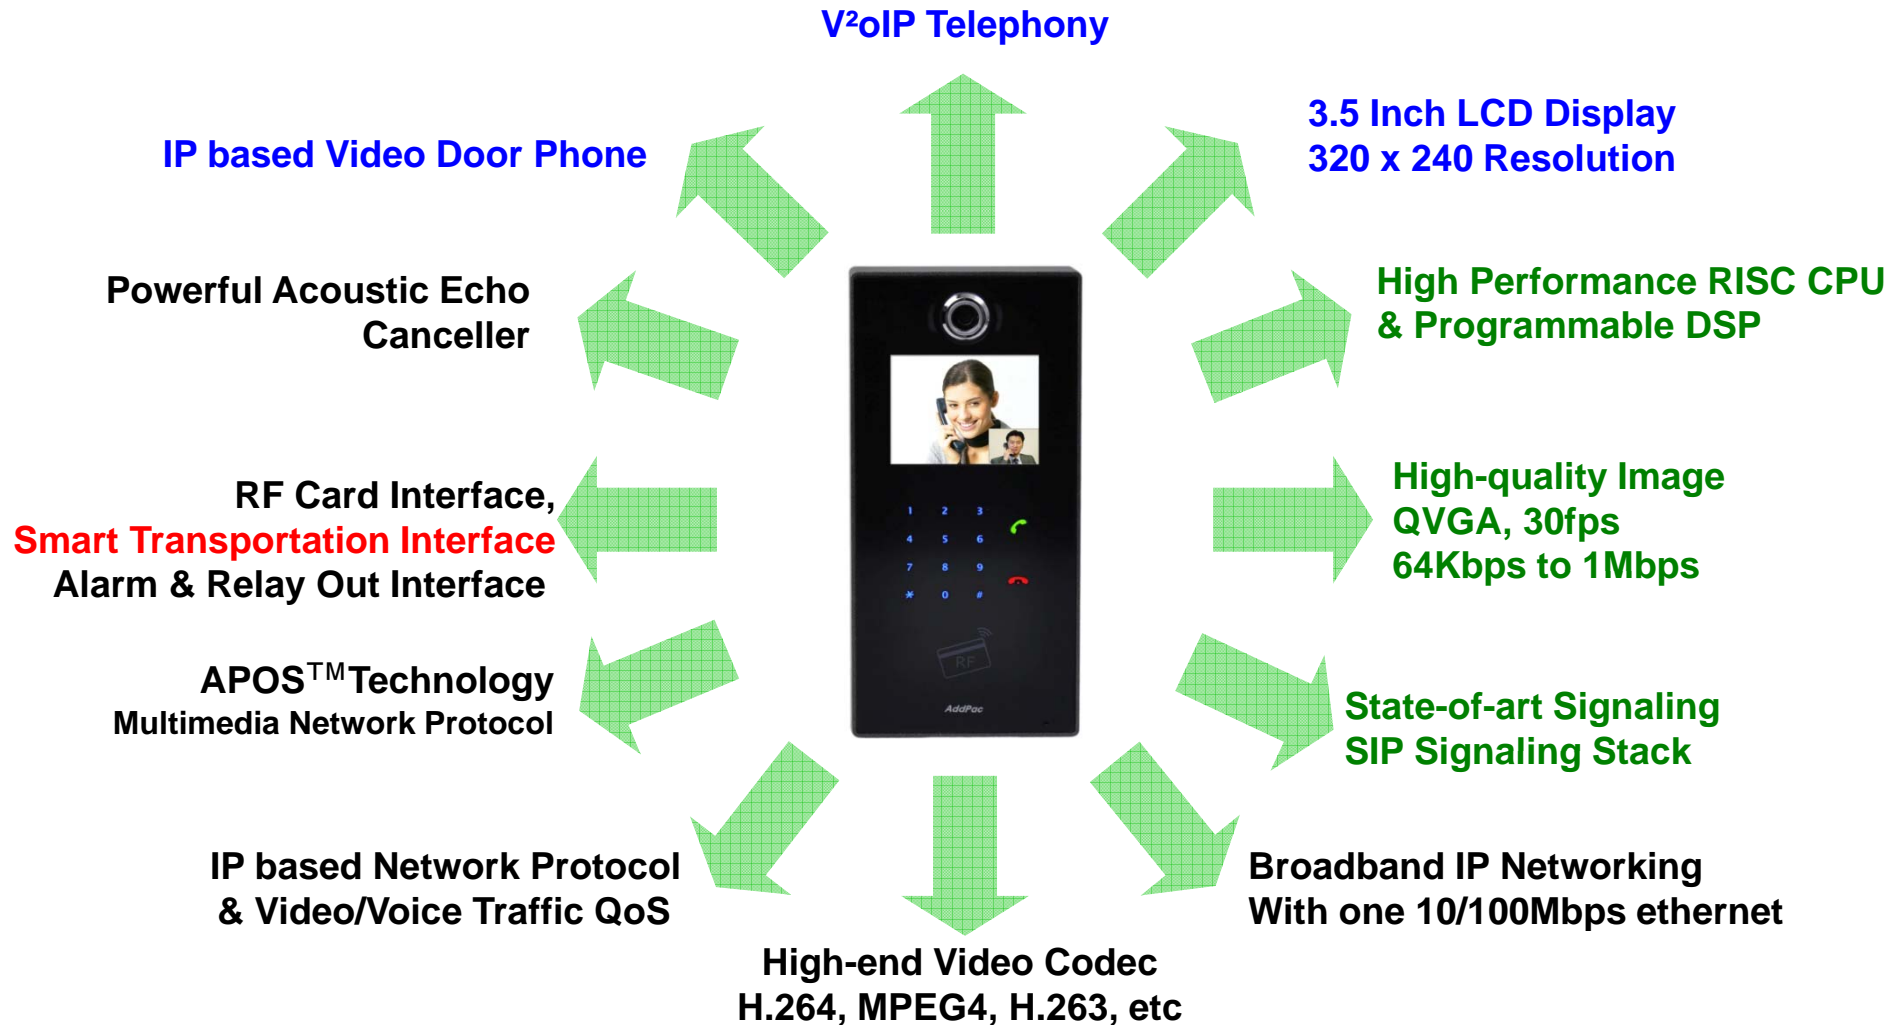 V²oIP Telephony
IP based Video Door Phone
3.5 Inch LCD Display
320 x 240 Resolution
Powerful Acoustic Echo
Canceller
High Performance RISC CPU
& Programmable DSP
RF Card Interface,
Smart Transportation Interface
Alarm & Relay Out Interface
High-quality Image
QVGA, 30fps
64Kbps to 1Mbps
1 2 3
4 5 6
7 8 9
* 0 #
RF
AddPac
APOS™Technology
Multimedia Network Protocol
State-of-art Signaling
SIP Signaling Stack
IP based Network Protocol
& Video/Voice Traffic QoS
Broadband IP Networking
With one 10/100Mbps ethernet
High-end Video Codec
H.264, MPEG4, H.263, etc